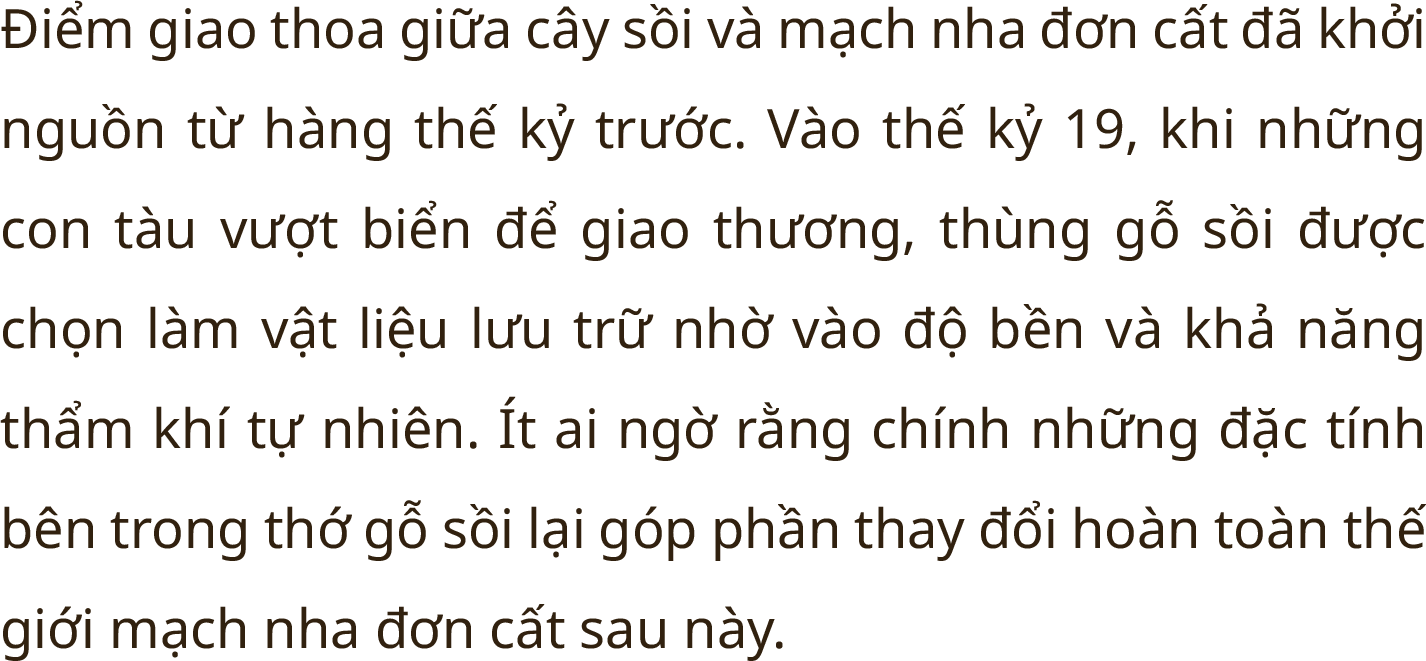 Điểm giao thoa giữa cây sồi và mạch nha đơn cất đã khởi
nguồn từ hàng thế kỷ trước. Vào thế kỷ 19, khi những
con tàu vượt biển để giao thương, thùng gỗ sồi được
chọn làm vật liệu lưu trữ nhờ vào độ bền và khả năng
thẩm khí tự nhiên. Ít ai ngờ rằng chính những đặc tính
bên trong thớ gỗ sồi lại góp phần thay đổi hoàn toàn thế
giới mạch nha đơn cất sau này.